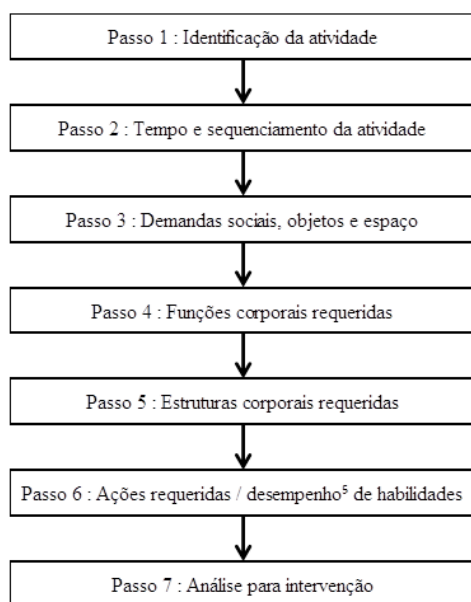 Passo 1 : Identificação da atividade
Passo 2 : Tempo e sequenciamento da atividade
Passo 3 : Demandas sociais, objetos e espaço
Passo 4 : Funções corporais requeridas
Passo 5 : Estruturas corporais requeridas
Passo 6 : Ações requeridas / desempenho⁵ de habilidades
Passo 7 : Análise para intervenção